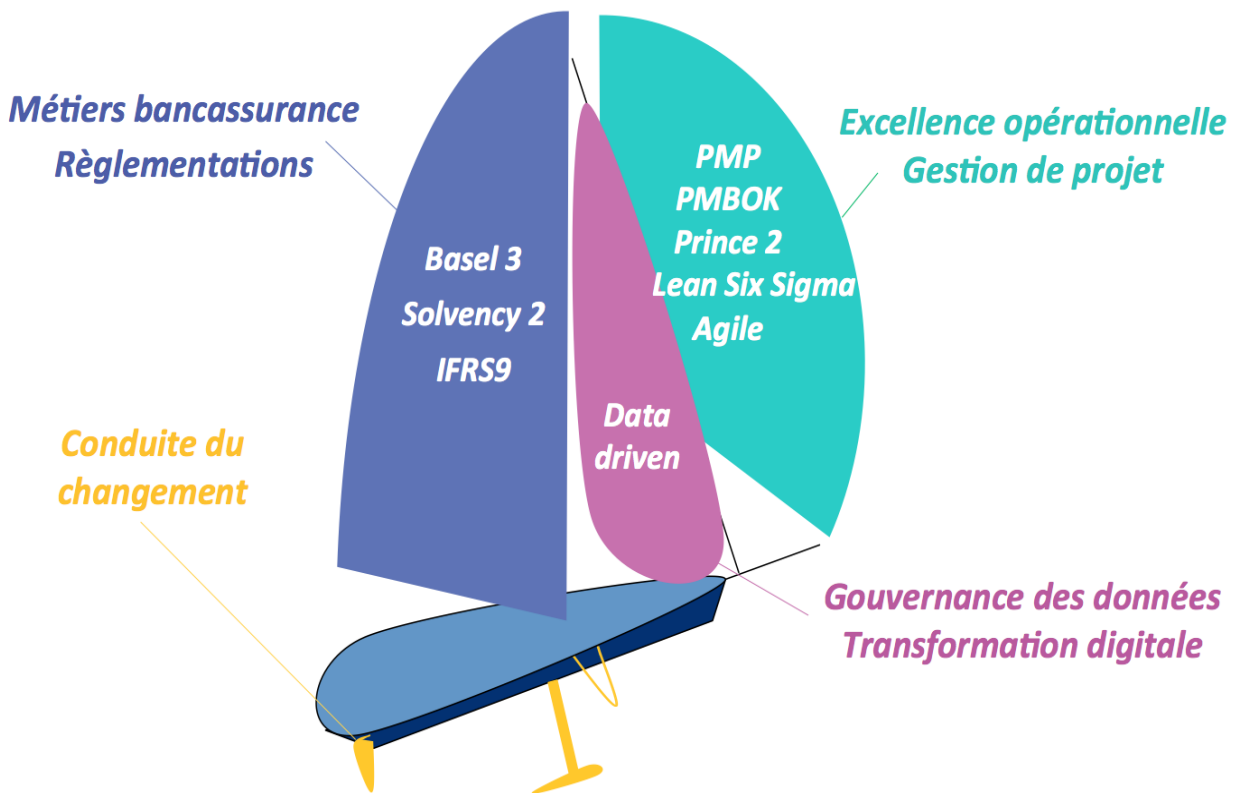 Métiers bancassurance
Règlementations
Excellence opérationnelle
Gestion de projet
PMP
PMBOK
Prince 2
Lean Six Sigma
Agile
Basel 3
Solvency 2
IFRS9
Data
driven
Conduite du
changement
Gouvernance des données
Transformation digitale